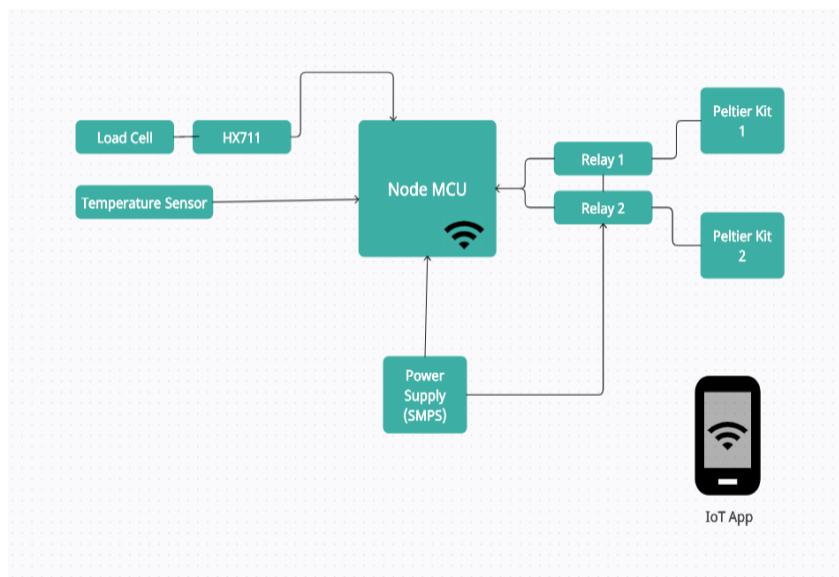 Load Cell
HX711
Temperature Sensor
Node MCU
Relay 1
Relay 2
Peltier Kit
1
Peltier Kit
2
Power
Supply
(SMPS)
IoT App